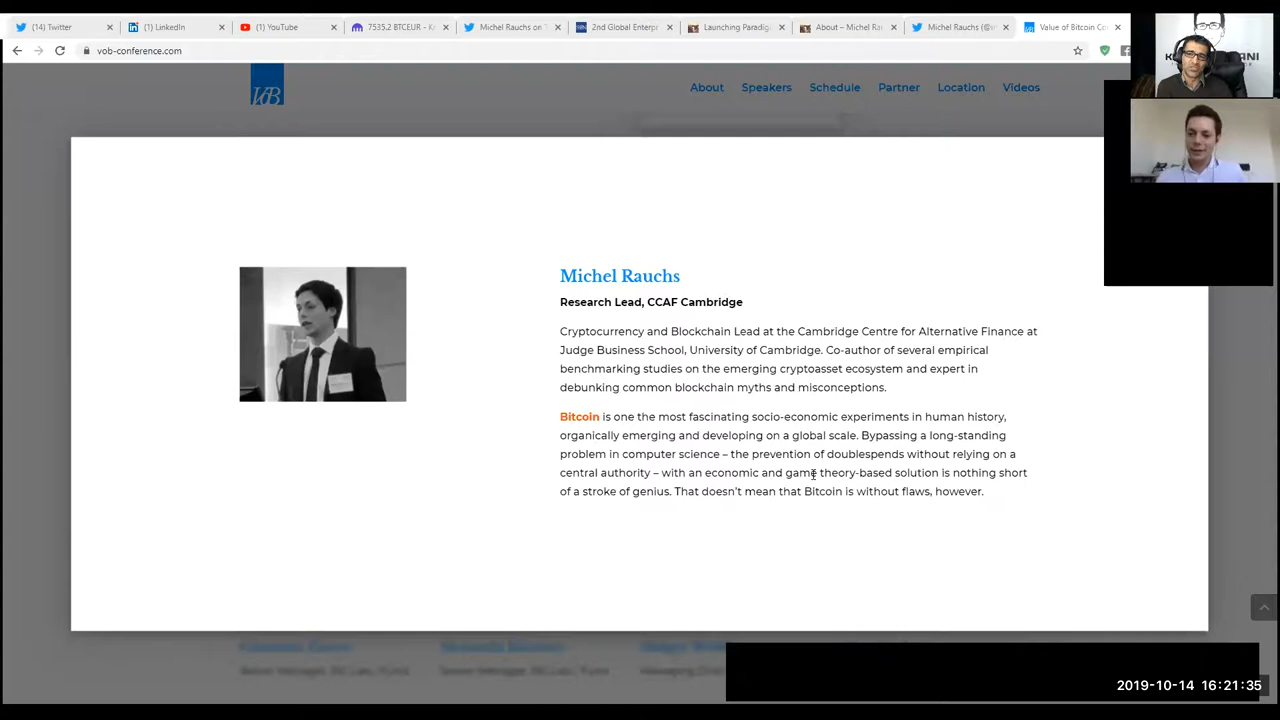 (14) Twitter
(1) LinkedIn
(1) YouTube
7535.2 BTCEUR - K
Michel Rauchs on T
2nd Global Enterpr
Launching Paradig
About – Michel Ra
Michel Rauchs (@
Value of Bitcoin Co
vob-conference.com
VoB
About
Speakers
Schedule
Partner
Location
Videos
Michel Rauchs
Research Lead, CCAF Cambridge
Cryptocurrency and Blockchain Lead at the Cambridge Centre for Alternative Finance at
Judge Business School, University of Cambridge. Co-author of several empirical
benchmarking studies on the emerging cryptoasset ecosystem and expert in
debunking common blockchain myths and misconceptions.
Bitcoin is one the most fascinating socio-economic experiments in human history,
organically emerging and developing on a global scale. Bypassing a long-standing
problem in computer science – the prevention of doublespends without relying on a
central authority – with an economic and game theory-based solution is nothing short
of a stroke of genius. That doesn't mean that Bitcoin is without flaws, however.
2019-10-14 16:21:35